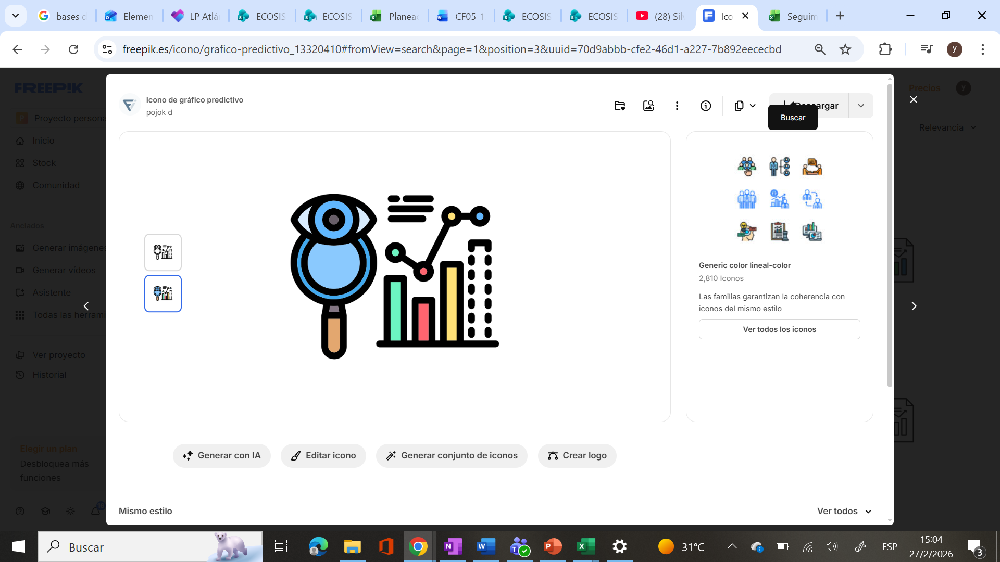 bases d
Elemen
LP Atlá
ECOSIS
ECOSIS
Planeac
CF05_1
ECOSIS
ECOSIS
(28) Sil
Ico
Seguim
freepik.es/icono/grafico-predictivo_13320410#fromView=search&page=1&position=3&uuid=70d9abbb-cfe2-46d1-a227-7b892eececbd
y
FREEPIK
Proyecto persona
Inicio
Stock
Comunidad
Anclados
Generar imágenes
Generar vídeos
Asistente
Todas las herrami
Ver proyecto
Historial
Elegir un plan
Desbloquea más
funciones
16
Icono de gráfico predictivo
pojok d
Descargar
Buscar
Precios
y
Relevancia
Generic color lineal-color
2,810 Iconos
Las familias garantizan la coherencia con
iconos del mismo estilo
Ver todos los iconos
Generar con IA
Editar icono
Generar conjunto de iconos
Crear logo
Mismo estilo
Ver todos
Buscar
31°C
ESP
15:04
27/2/2026
3